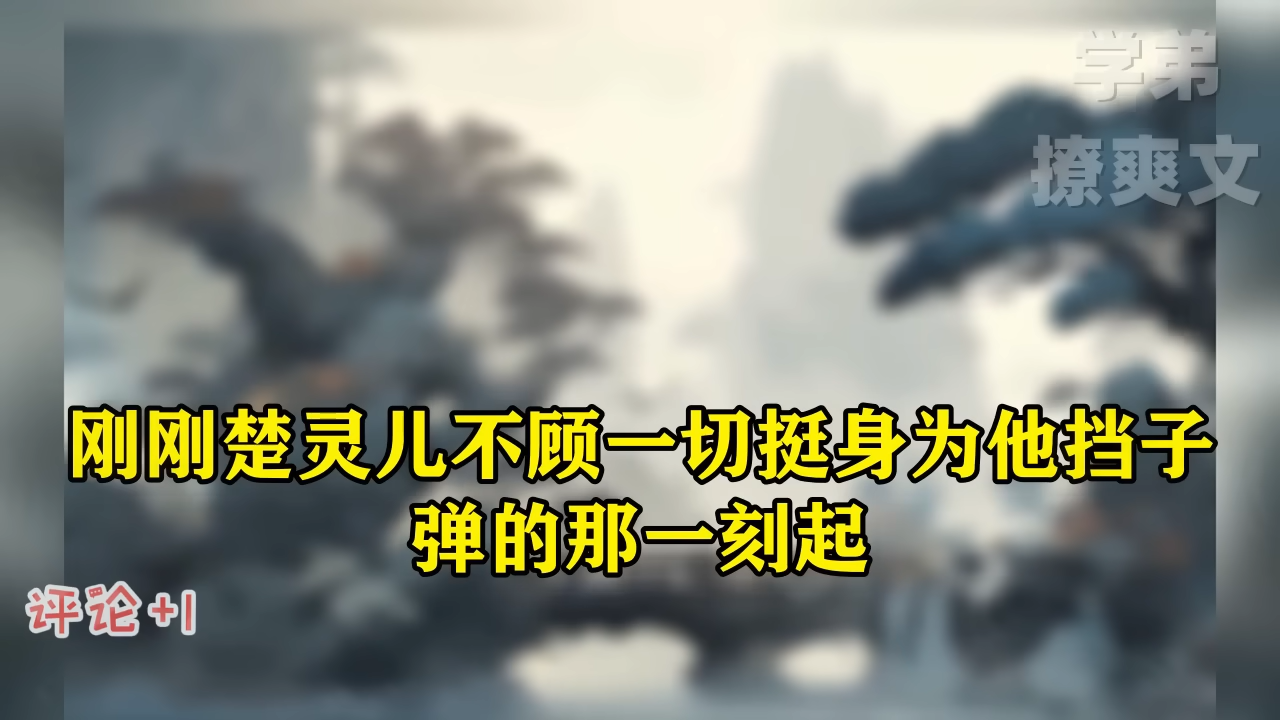 学弟
撩爽文
刚刚楚灵儿不顾一切挺身为他挡子
弹的那一刻起
评论+1